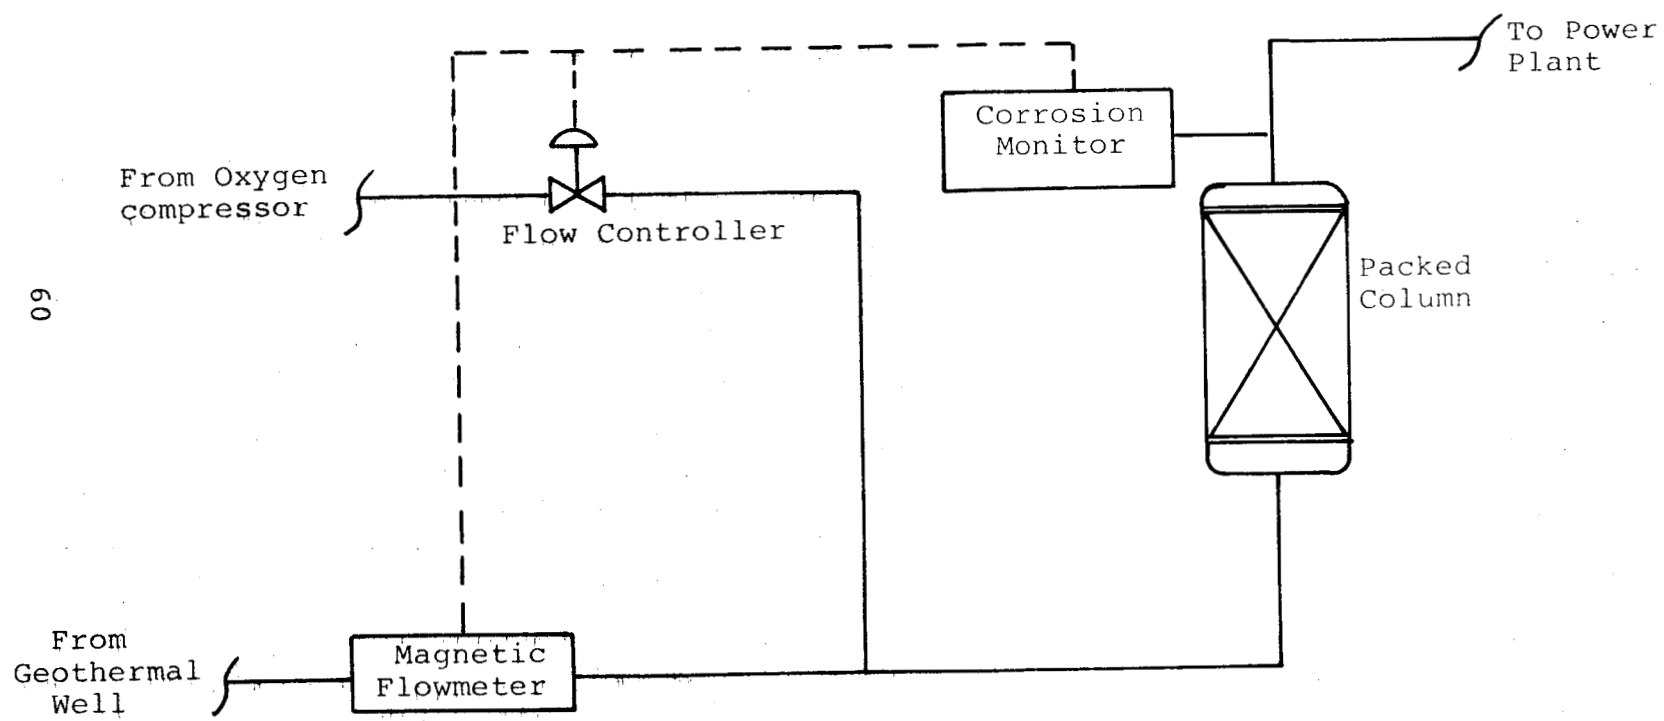 To Power
Plant
Corrosion
Monitor
From Oxygen
compressor
Flow Controller
Packed
Column
60
From
Geothermal
Well
Magnetic
Flowmeter